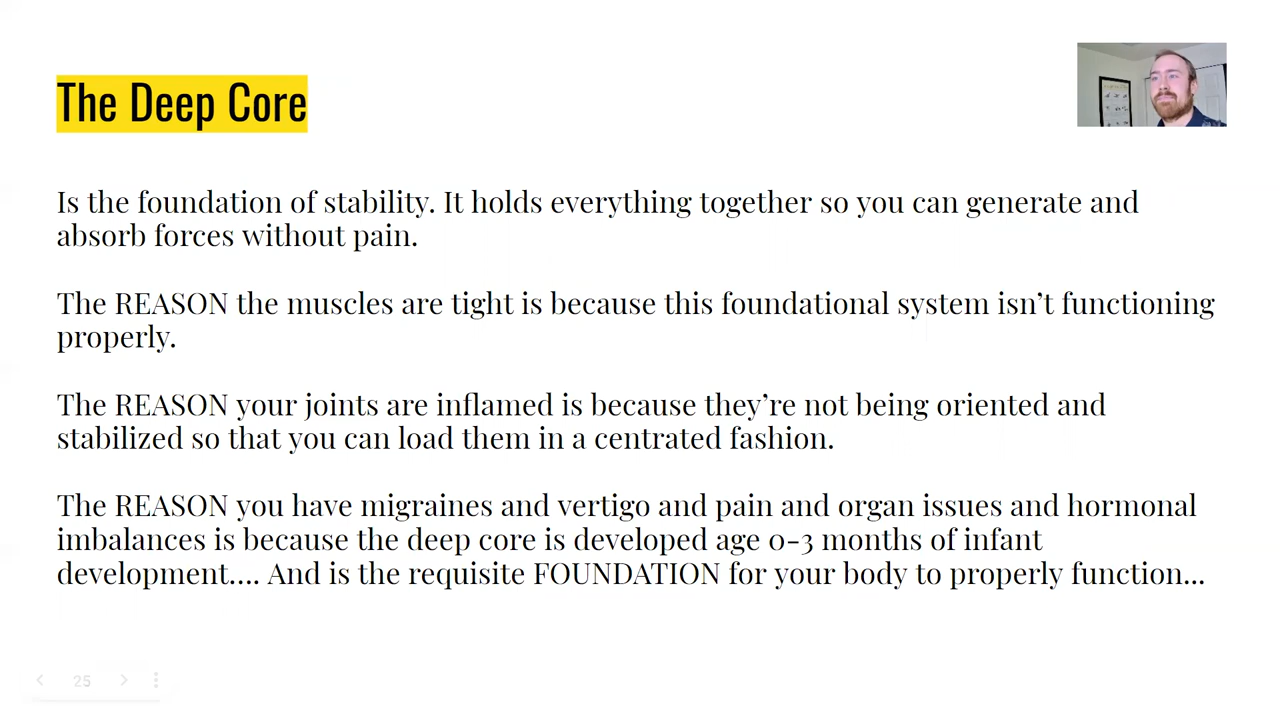 The Deep Core
Is the foundation of stability. It holds everything together so you can generate and
absorb forces without pain.
The REASON the muscles are tight is because this foundational system isn’t functioning
properly.
The REASON your joints are inflamed is because they’re not being oriented and
stabilized so that you can load them in a centrated fashion.
The REASON you have migraines and vertigo and pain and organ issues and hormonal
imbalances is because the deep core is developed age 0-3 months of infant
development.... And is the requisite FOUNDATION for your body to properly function...
25